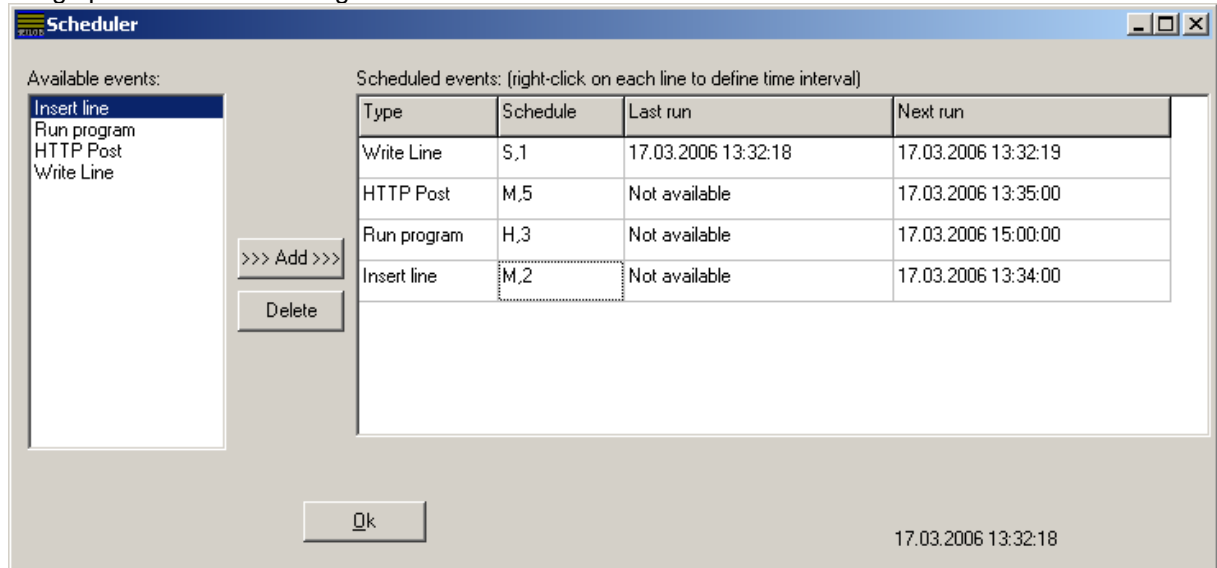 Scheduler
Available events:
Scheduled events: (right-click on each line to define time interval)
Insert line
Run program
HTTP Post
Write Line
>>> Add >>>
Delete
Type Schedule Last run Next run
Write Line S,1 17.03.2006 13:32:18 17.03.2006 13:32:19
HTTP Post M,5 Not available 17.03.2006 13:35:00
Run program H,3 Not available 17.03.2006 15:00:00
Insert line M,2 Not available 17.03.2006 13:34:00
Ok
17.03.2006 13:32:18